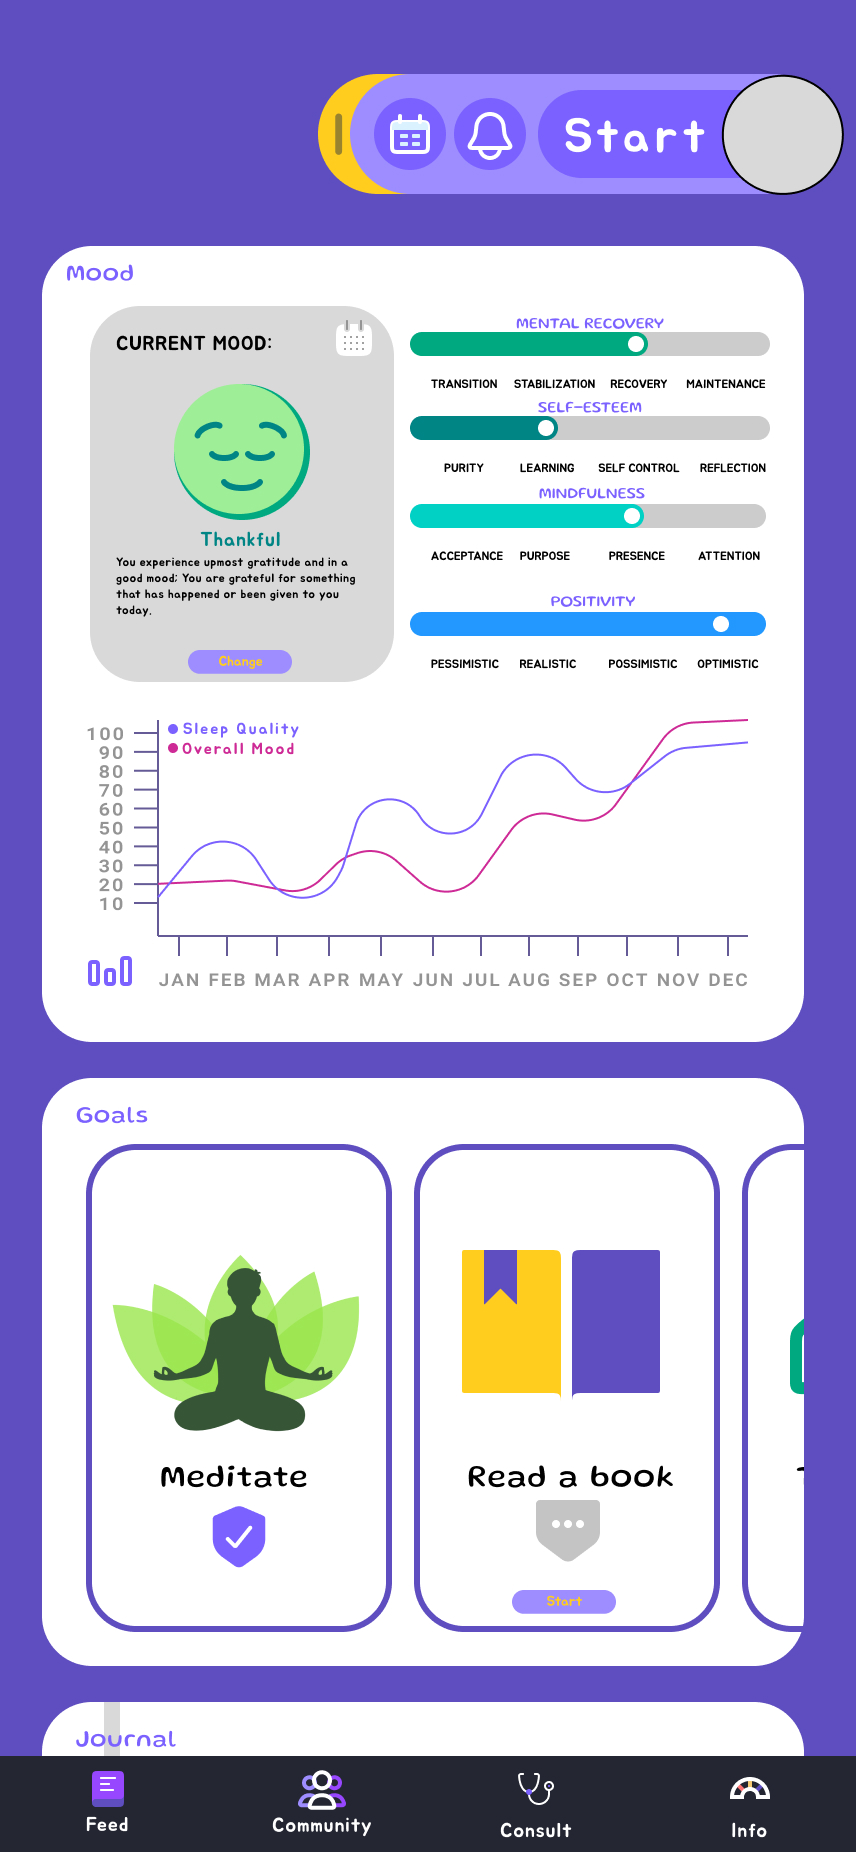 Start
Mood
CURRENT MOOD:
Thankful
You experience upmost gratitude and in a
good mood; You are grateful for something
that has happened or been given to you
today.
Change
MENTAL RECOVERY
TRANSITION STABILIZATION RECOVERY MAINTENANCE
SELF-ESTEEM
PURITY LEARNING SELF CONTROL REFLECTION
MINDFULNESS
ACCEPTANCE PURPOSE PRESENCE ATTENTION
POSITIVITY
PESSIMISTIC REALISTIC POSSIMISTIC OPTIMISTIC
Sleep Quality
Overall Mood
100
90
80
70
60
50
40
30
20
10
JAN FEB MAR APR MAY JUN JUL AUG SEP OCT NOV DEC
Goals
Meditate
Read a book
Start
Journal
Feed
Community
Consult
Info